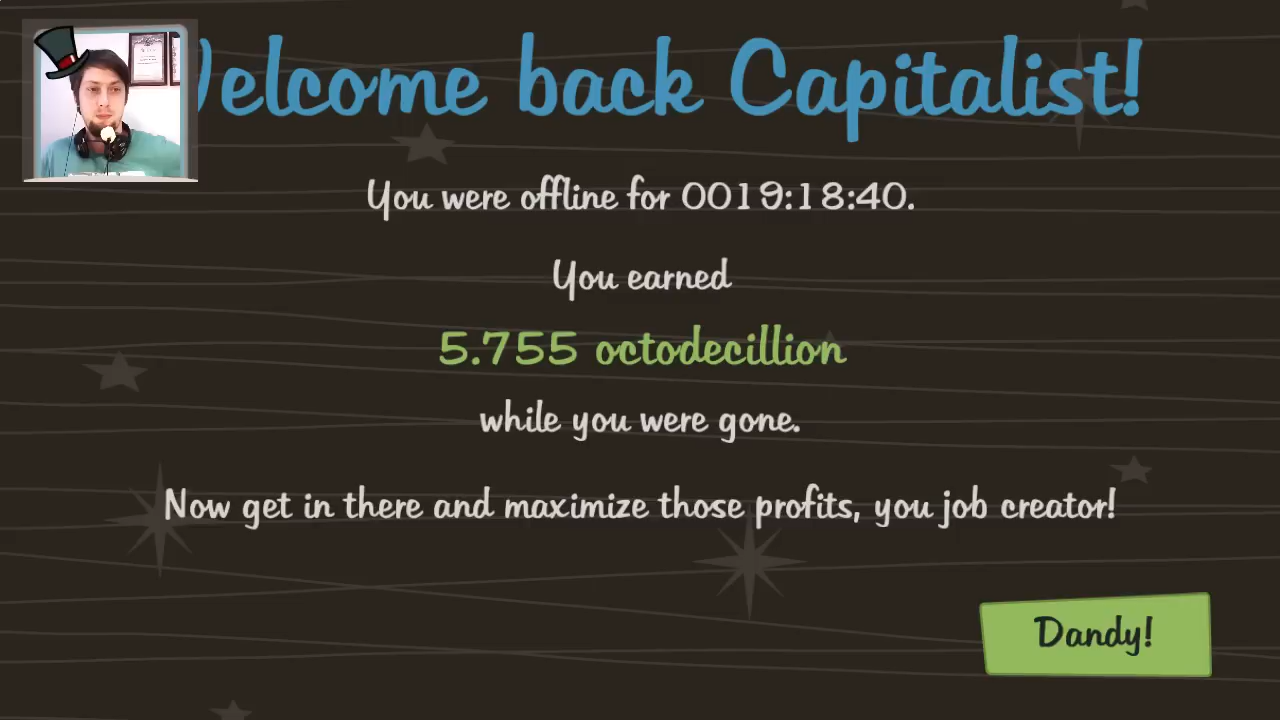 Welcome back Capitalist!
You were offline for 0019:18:40.
You earned
5.755 octodecillion
while you were gone.
Now get in there and maximize those profits, you job creator!
Dandy!